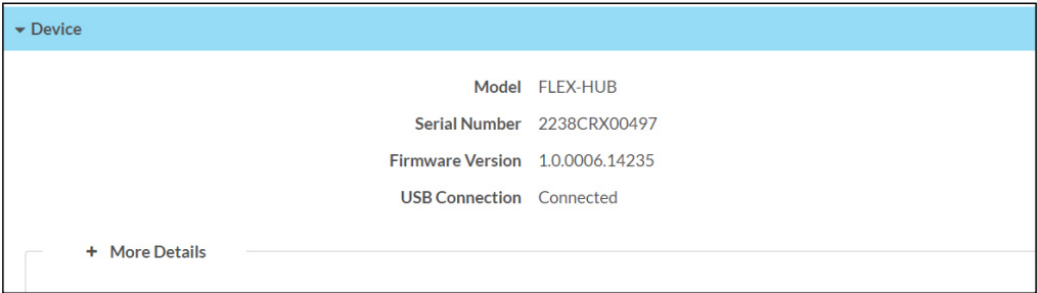 Device
Model FLEX-HUB
Serial Number 2238CRX00497
Firmware Version 1.0.0006.14235
USB Connection Connected
+ More Details